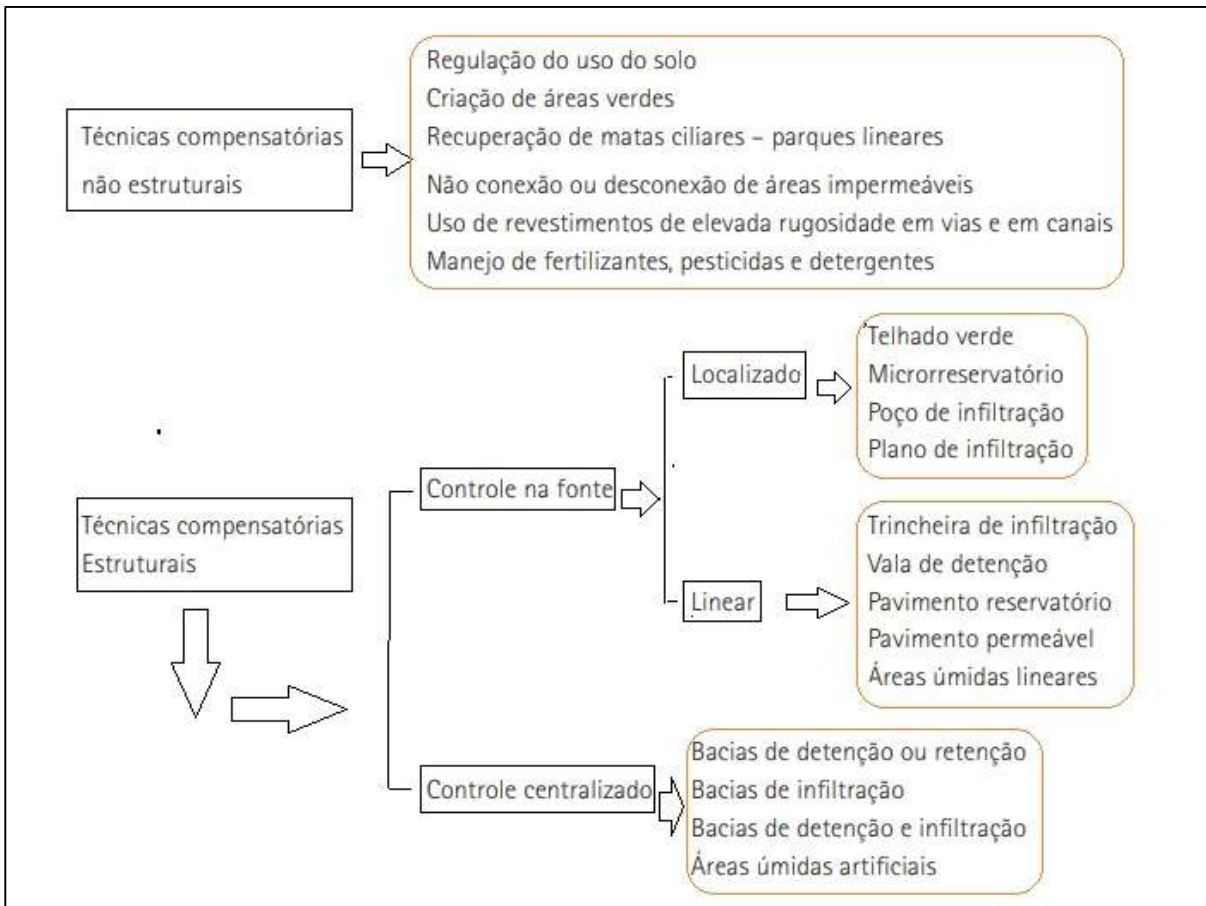 Técnicas compensatórias
não estruturais
Regulação do uso do solo
Criação de áreas verdes
Recuperação de matas ciliares – parques lineares
Não conexão ou desconexão de áreas impermeáveis
Uso de revestimentos de elevada rugosidade em vias e em canais
Manejo de fertilizantes, pesticidas e detergentes
Técnicas compensatórias
Estruturais
Controle na fonte
Localizado
Telhado verde
Microrreservatório
Poço de infiltração
Plano de infiltração
Linear
Trincheira de infiltração
Vala de detenção
Pavimento reservatório
Pavimento permeável
Áreas úmidas lineares
Controle centralizado
Bacias de detenção ou retenção
Bacias de infiltração
Bacias de detenção e infiltração
Áreas úmidas artificiais